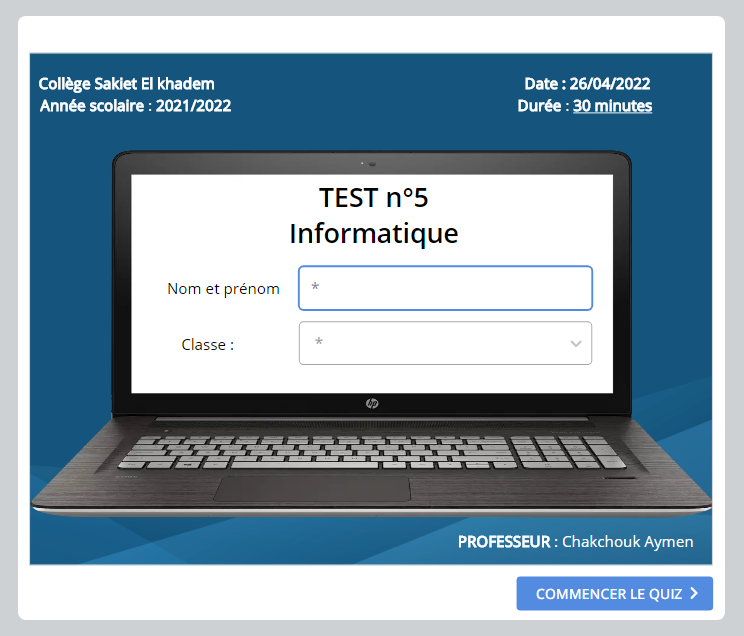 Collège Sakiet El khadem
Année scolaire : 2021/2022
Date : 26/04/2022
Durée : 30 minutes
TEST n°5
Informatique
Nom et prénom
*
Classe :
*
hp
PROFESSEUR : Chakchouk Aymen
COMMENCER LE QUIZ